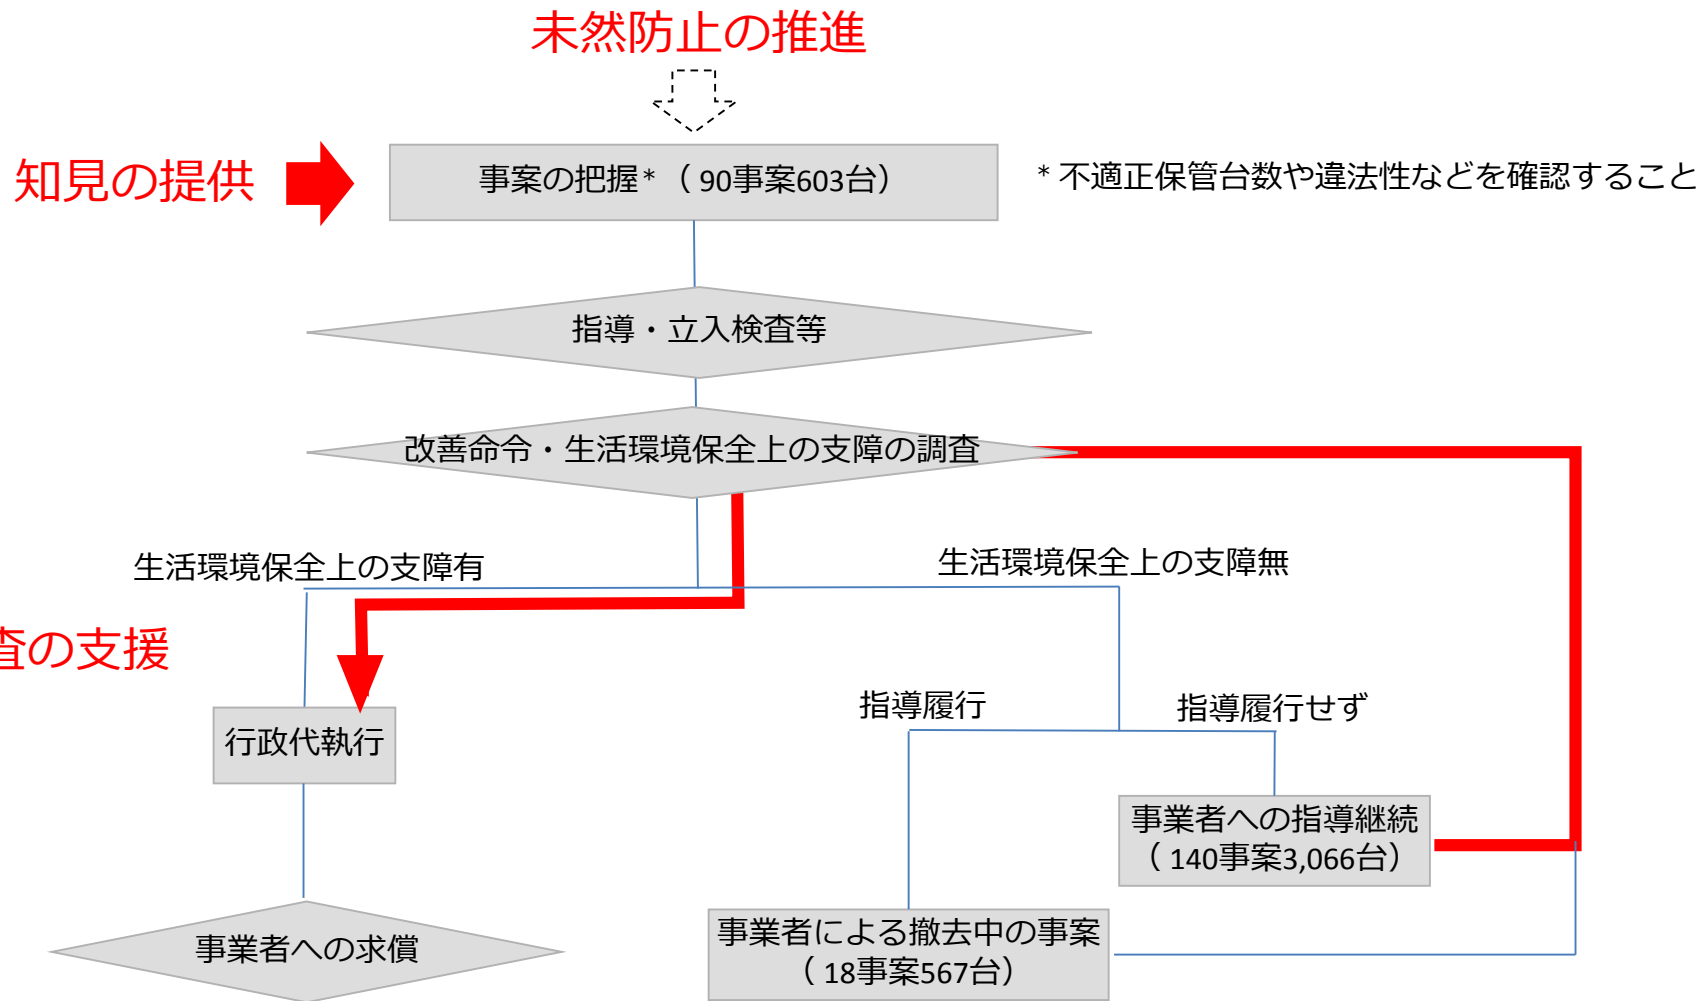 未然防止の推進
知見の提供
事案の把握*（90事案603台）
*不適正保管台数や違法性などを確認すること
指導・立入検査等
改善命令・生活環境保全上の支障の調査
生活環境保全上の支障有
生活環境保全上の支障無
査の支援
指導履行
指導履行せず
行政代執行
事業者への指導継続
（140事案3,066台）
事業者による撤去中の事案
（18事案567台）
事業者への求償